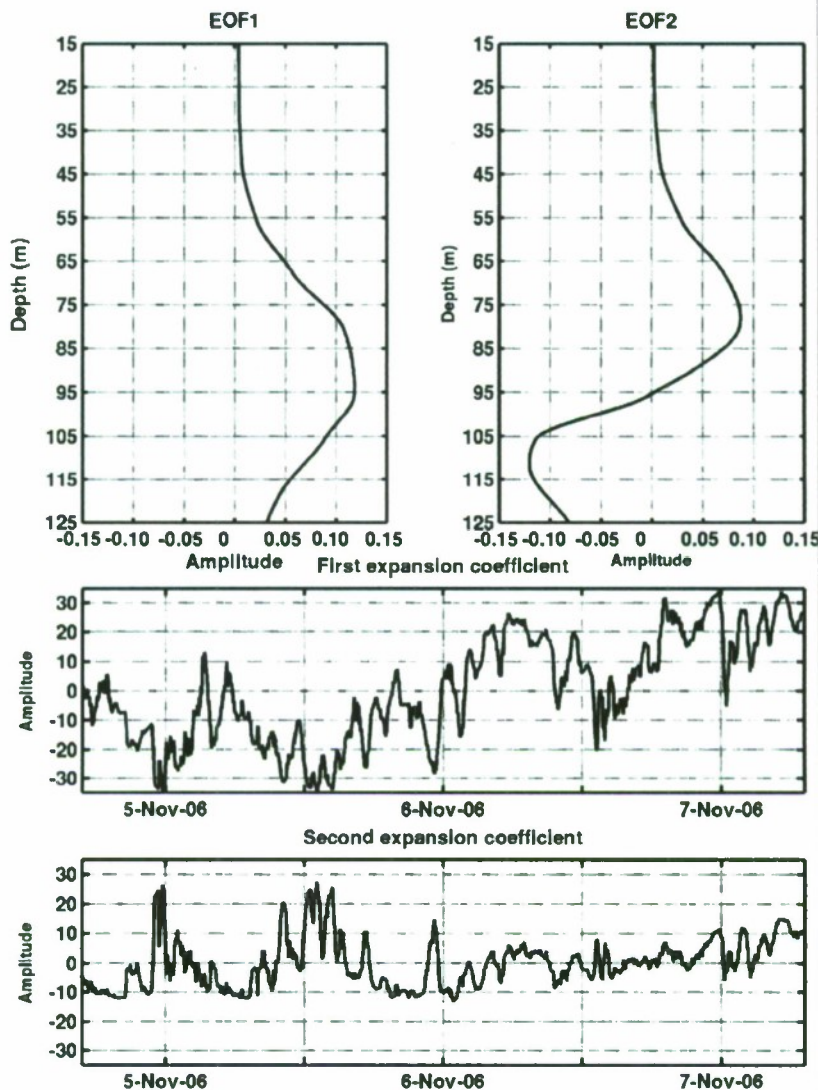 EOF1
EOF2
15
25
35
45
55
65
75
85
95
105
115
125
Depth (m)
-0.15 -0.10 -0.05 0 0.05 0.10 0.15
Amplitude
15
25
35
45
55
65
75
85
95
105
115
125
Depth (m)
-0.15 -0.10 -0.05 0 0.05 0.10 0.15
Amplitude
First expansion coefficient
30
20
10
0
-10
-20
-30
Amplitude
5-Nov-06 6-Nov-06 7-Nov-06
Second expansion coefficient
30
20
10
0
-10
-20
-30
Amplitude
5-Nov-06 6-Nov-06 7-Nov-06